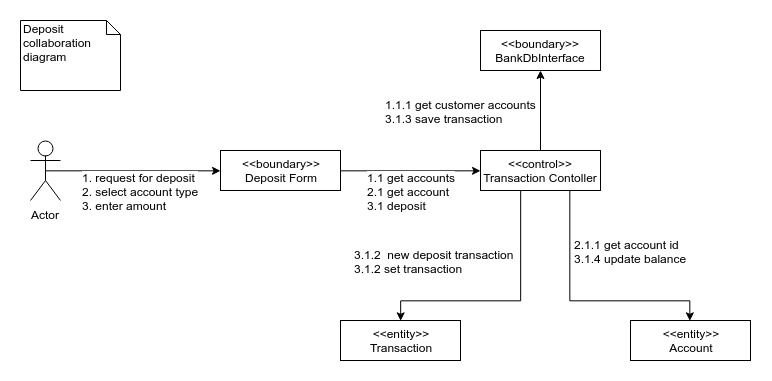 Deposit
collaboration
diagram
<<boundary>>
BankDbInterface
1.1.1 get customer accounts
3.1.3 save transaction
Actor
1. request for deposit
2. select account type
3. enter amount
<<boundary>>
Deposit Form
1.1 get accounts
2.1 get account
3.1 deposit
<<control>>
Transaction Contoller
3.1.2  new deposit transaction
3.1.2 set transaction
2.1.1 get account id
3.1.4 update balance
<<entity>>
Transaction
<<entity>>
Account